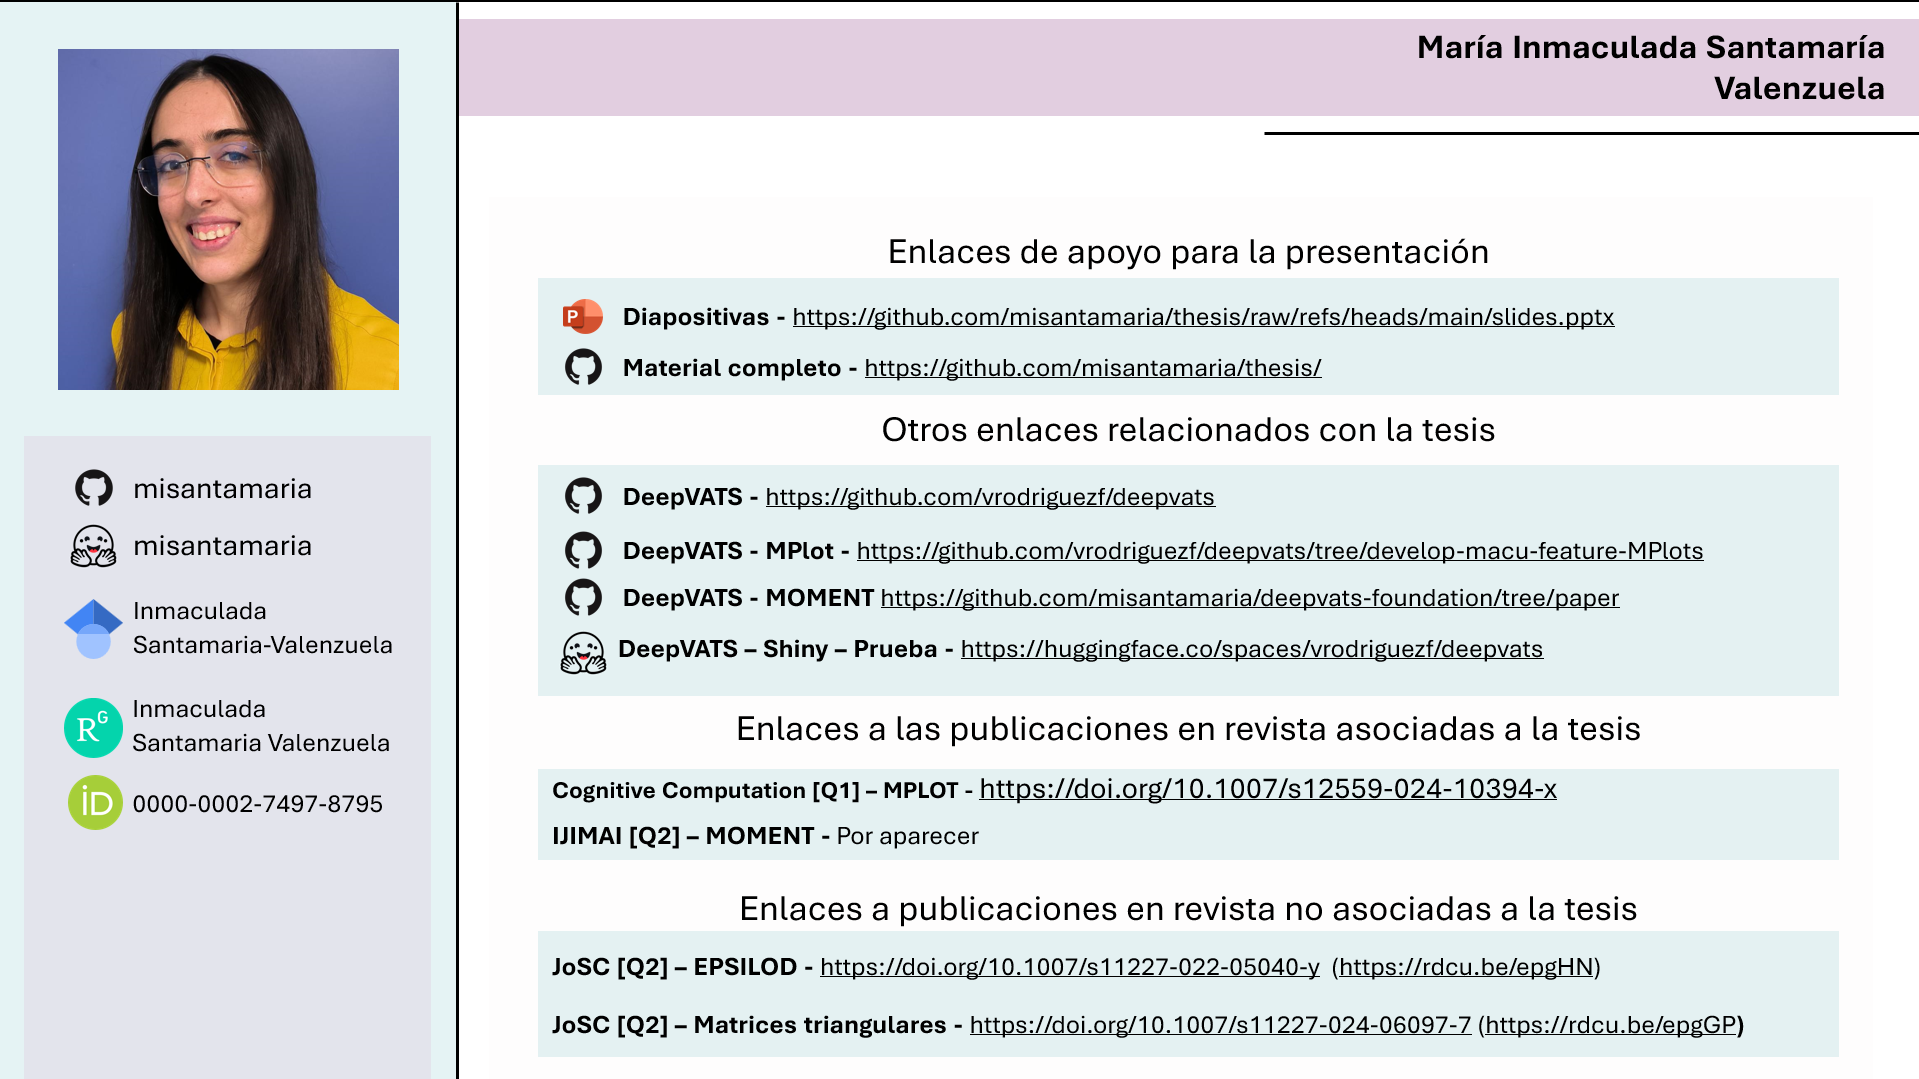 María Inmaculada Santamaría
Valenzuela
misantamaria
misantamaria
Inmaculada
Santamaria-Valenzuela
RG
Inmaculada
Santamaria Valenzuela
iD
0000-0002-7497-8795
Enlaces de apoyo para la presentación
P
Diapositivas - https://github.com/misantamaria/thesis/raw/refs/heads/main/slides.pptx
Material completo - https://github.com/misantamaria/thesis/
Otros enlaces relacionados con la tesis
DeepVATS - https://github.com/vrodriguezf/deepvats
DeepVATS - MPlot - https://github.com/vrodriguezf/deepvats/tree/develop-macu-feature-MPlots
DeepVATS - MOMENT https://github.com/misantamaria/deepvats-foundation/tree/paper
DeepVATS – Shiny – Prueba - https://huggingface.co/spaces/vrodriguezf/deepvats
Enlaces a las publicaciones en revista asociadas a la tesis
Cognitive Computation [Q1] – MPLOT - https://doi.org/10.1007/s12559-024-10394-x
IJIMAI [Q2] – MOMENT - Por aparecer
Enlaces a publicaciones en revista no asociadas a la tesis
JoSC [Q2] – EPSILOD - https://doi.org/10.1007/s11227-022-05040-y (https://rdcu.be/epgHN)
JoSC [Q2] – Matrices triangulares - https://doi.org/10.1007/s11227-024-06097-7 (https://rdcu.be/epgGP)